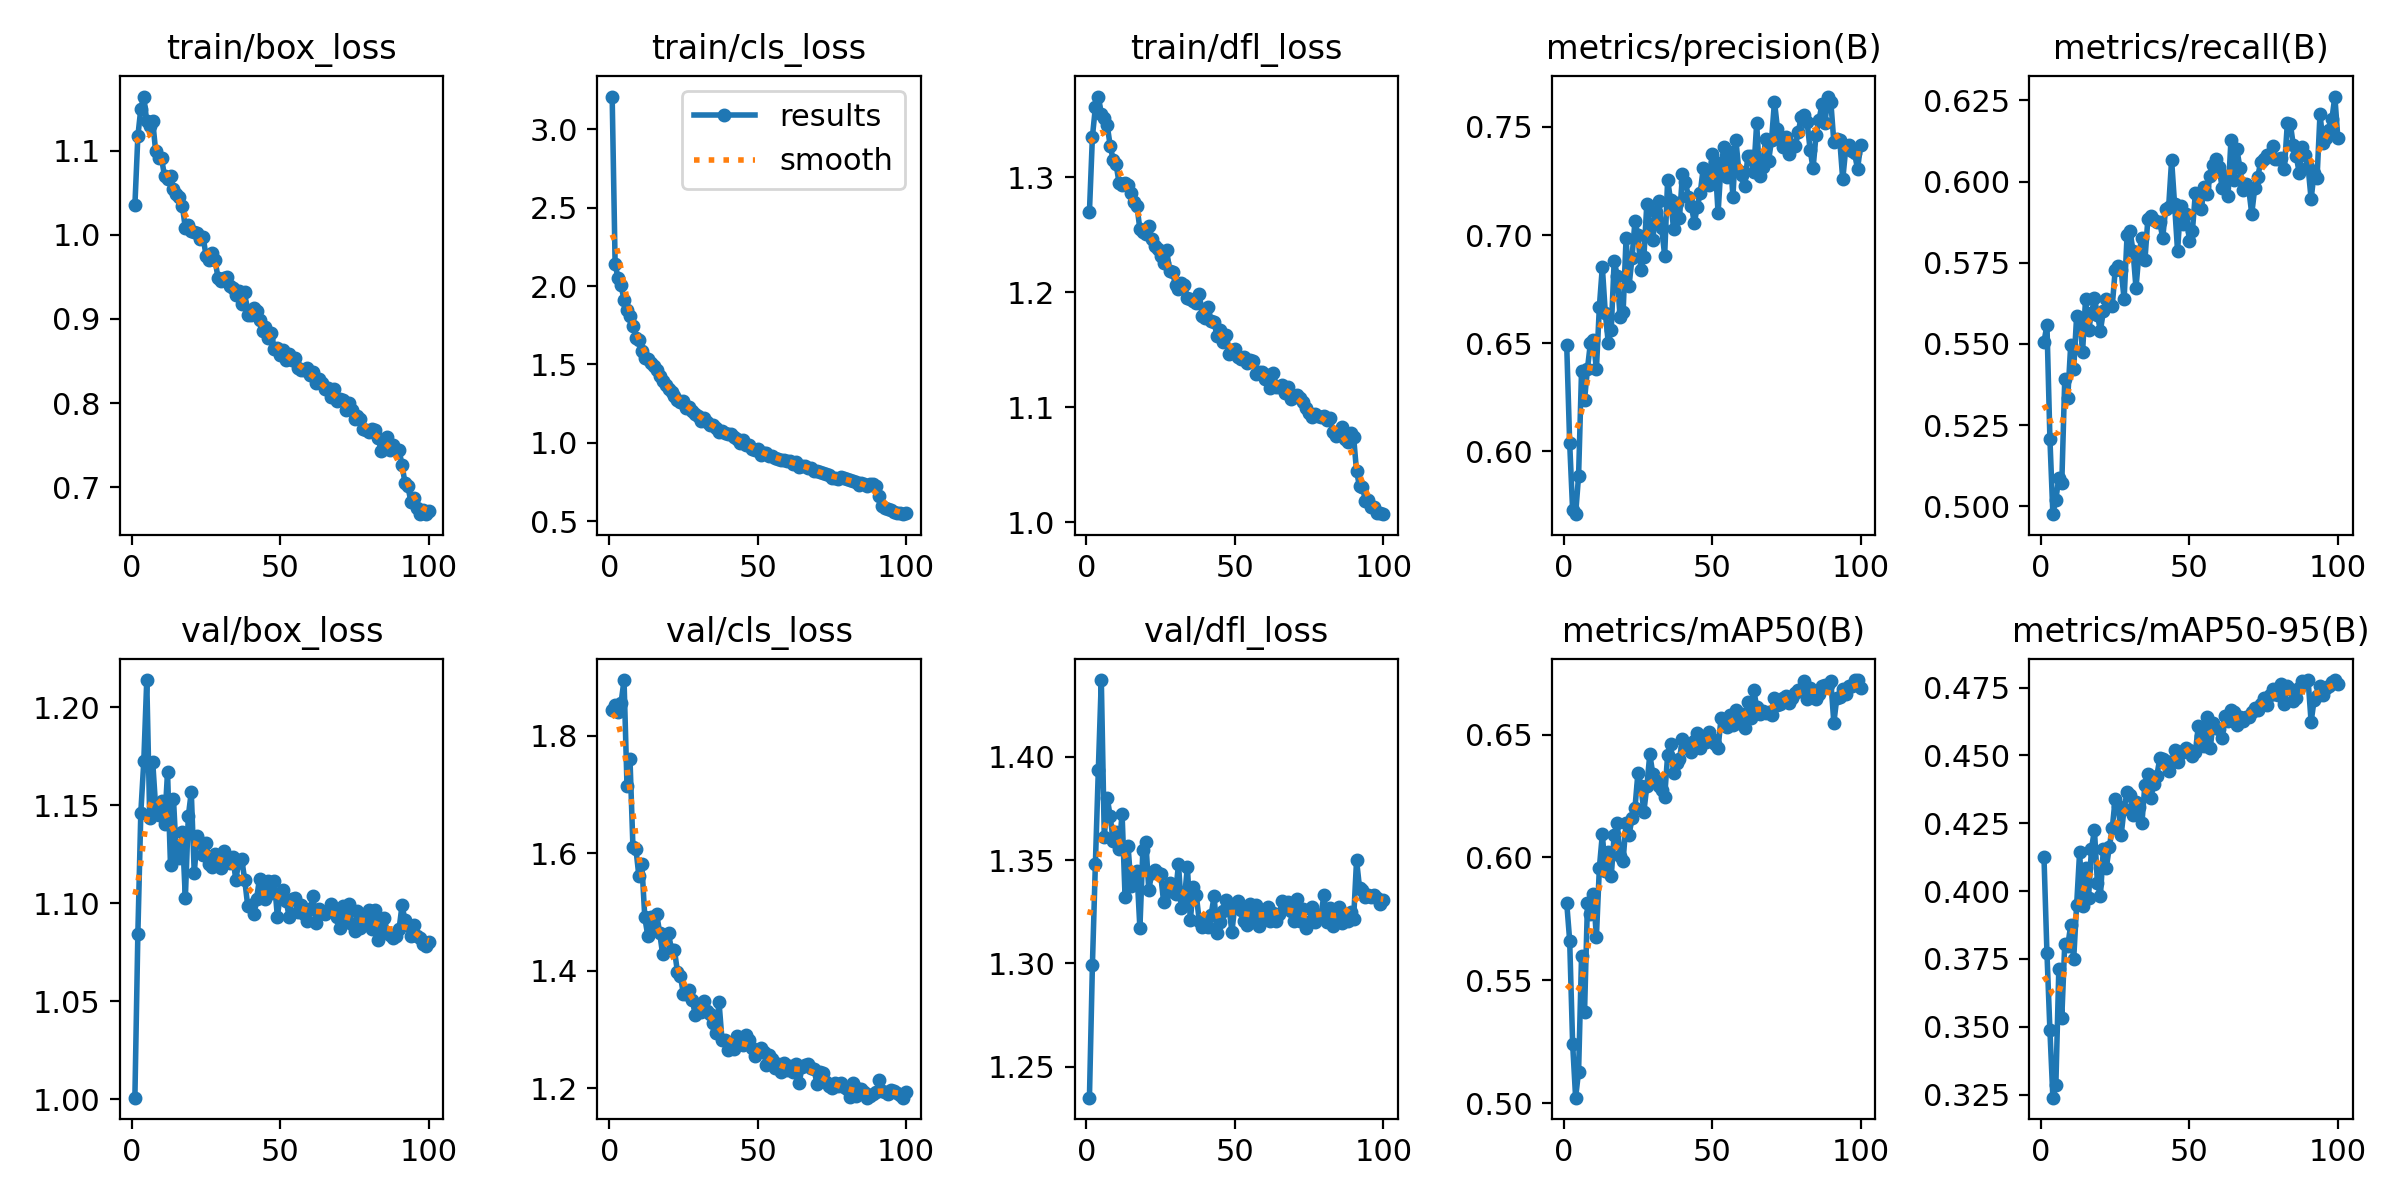 train/box_loss
1.1
1.0
0.9
0.8
0.7
0 50 100
train/cls_loss
results
smooth
3.0
2.5
2.0
1.5
1.0
0.5
0 50 100
train/dfl_loss
1.3
1.2
1.1
1.0
0 50 100
metrics/precision(B)
0.75
0.70
0.65
0.60
0 50 100
metrics/recall(B)
0.625
0.600
0.575
0.550
0.525
0.500
0 50 100
val/box_loss
1.20
1.15
1.10
1.05
1.00
0 50 100
val/cls_loss
1.8
1.6
1.4
1.2
0 50 100
val/dfl_loss
1.40
1.35
1.30
1.25
0 50 100
metrics/mAP50(B)
0.65
0.60
0.55
0.50
0 50 100
metrics/mAP50-95(B)
0.475
0.450
0.425
0.400
0.375
0.350
0.325
0 50 100